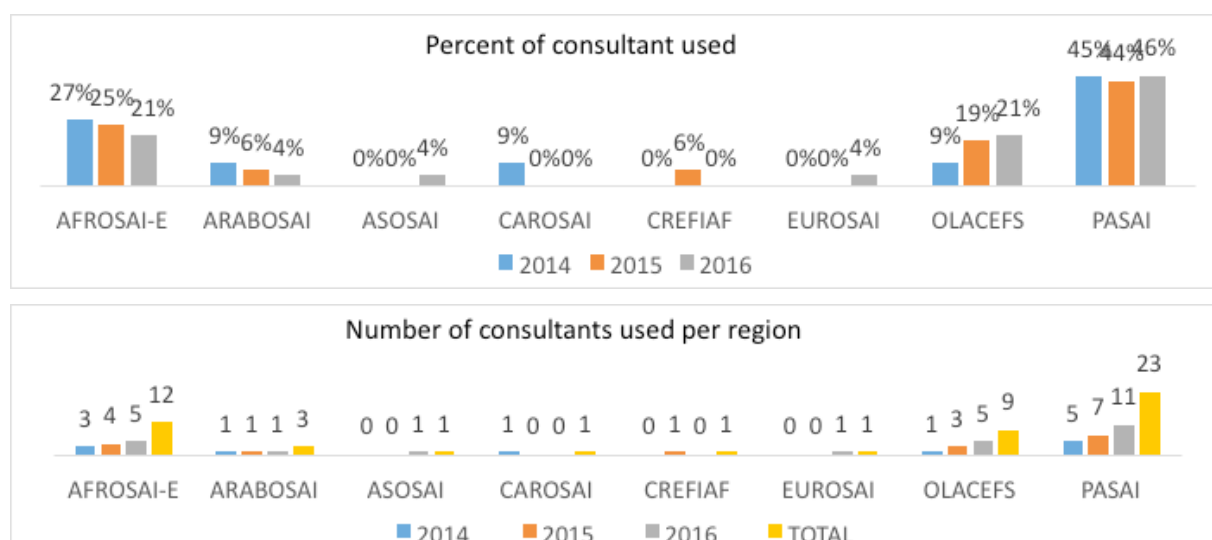 Percent of consultant used
45% 44% 46%
27% 25% 21%
9% 6% 4%
0% 0% 4%
9% 0% 0%
0% 6% 0%
0% 0% 4%
9% 19% 21%
AFROSAI-E ARABOSAI ASOSAI CAROSAI CREFIAF EUROSAI OLACEFS PASAI
2014 2015 2016
Number of consultants used per region
3 4 5 12
1 1 1 3
0 0 1 1
1 0 0 1
0 1 0 1
0 0 1 1
1 3 5 9
5 7 11 23
AFROSAI-E ARABOSAI ASOSAI CAROSAI CREFIAF EUROSAI OLACEFS PASAI
2014 2015 2016 TOTAL